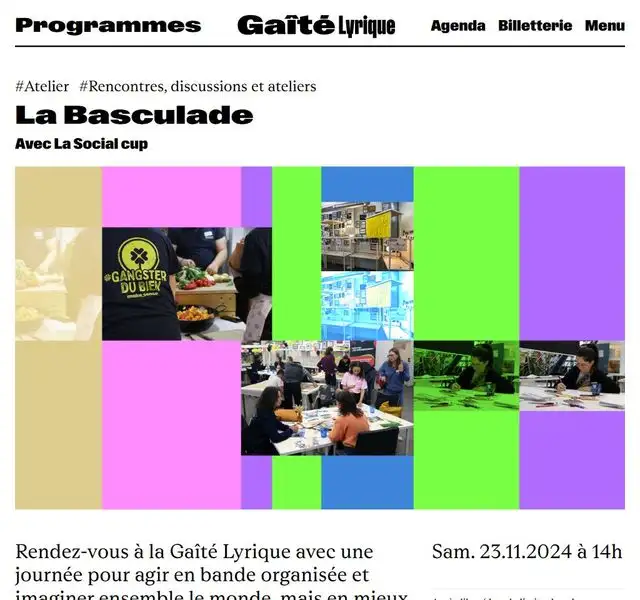 Programmes
Gaîté Lyrique
Agenda Billetterie Menu
#Atelier #Rencontres, discussions et ateliers
La Basculade
Avec La Social cup
#GANGSTER
DU BIEN
make_sense
Rendez-vous à la Gaîté Lyrique avec une
journée pour agir en bande organisée et
imaginer ensemble le monde, mais en mieux
Sam. 23.11.2024 à 14h